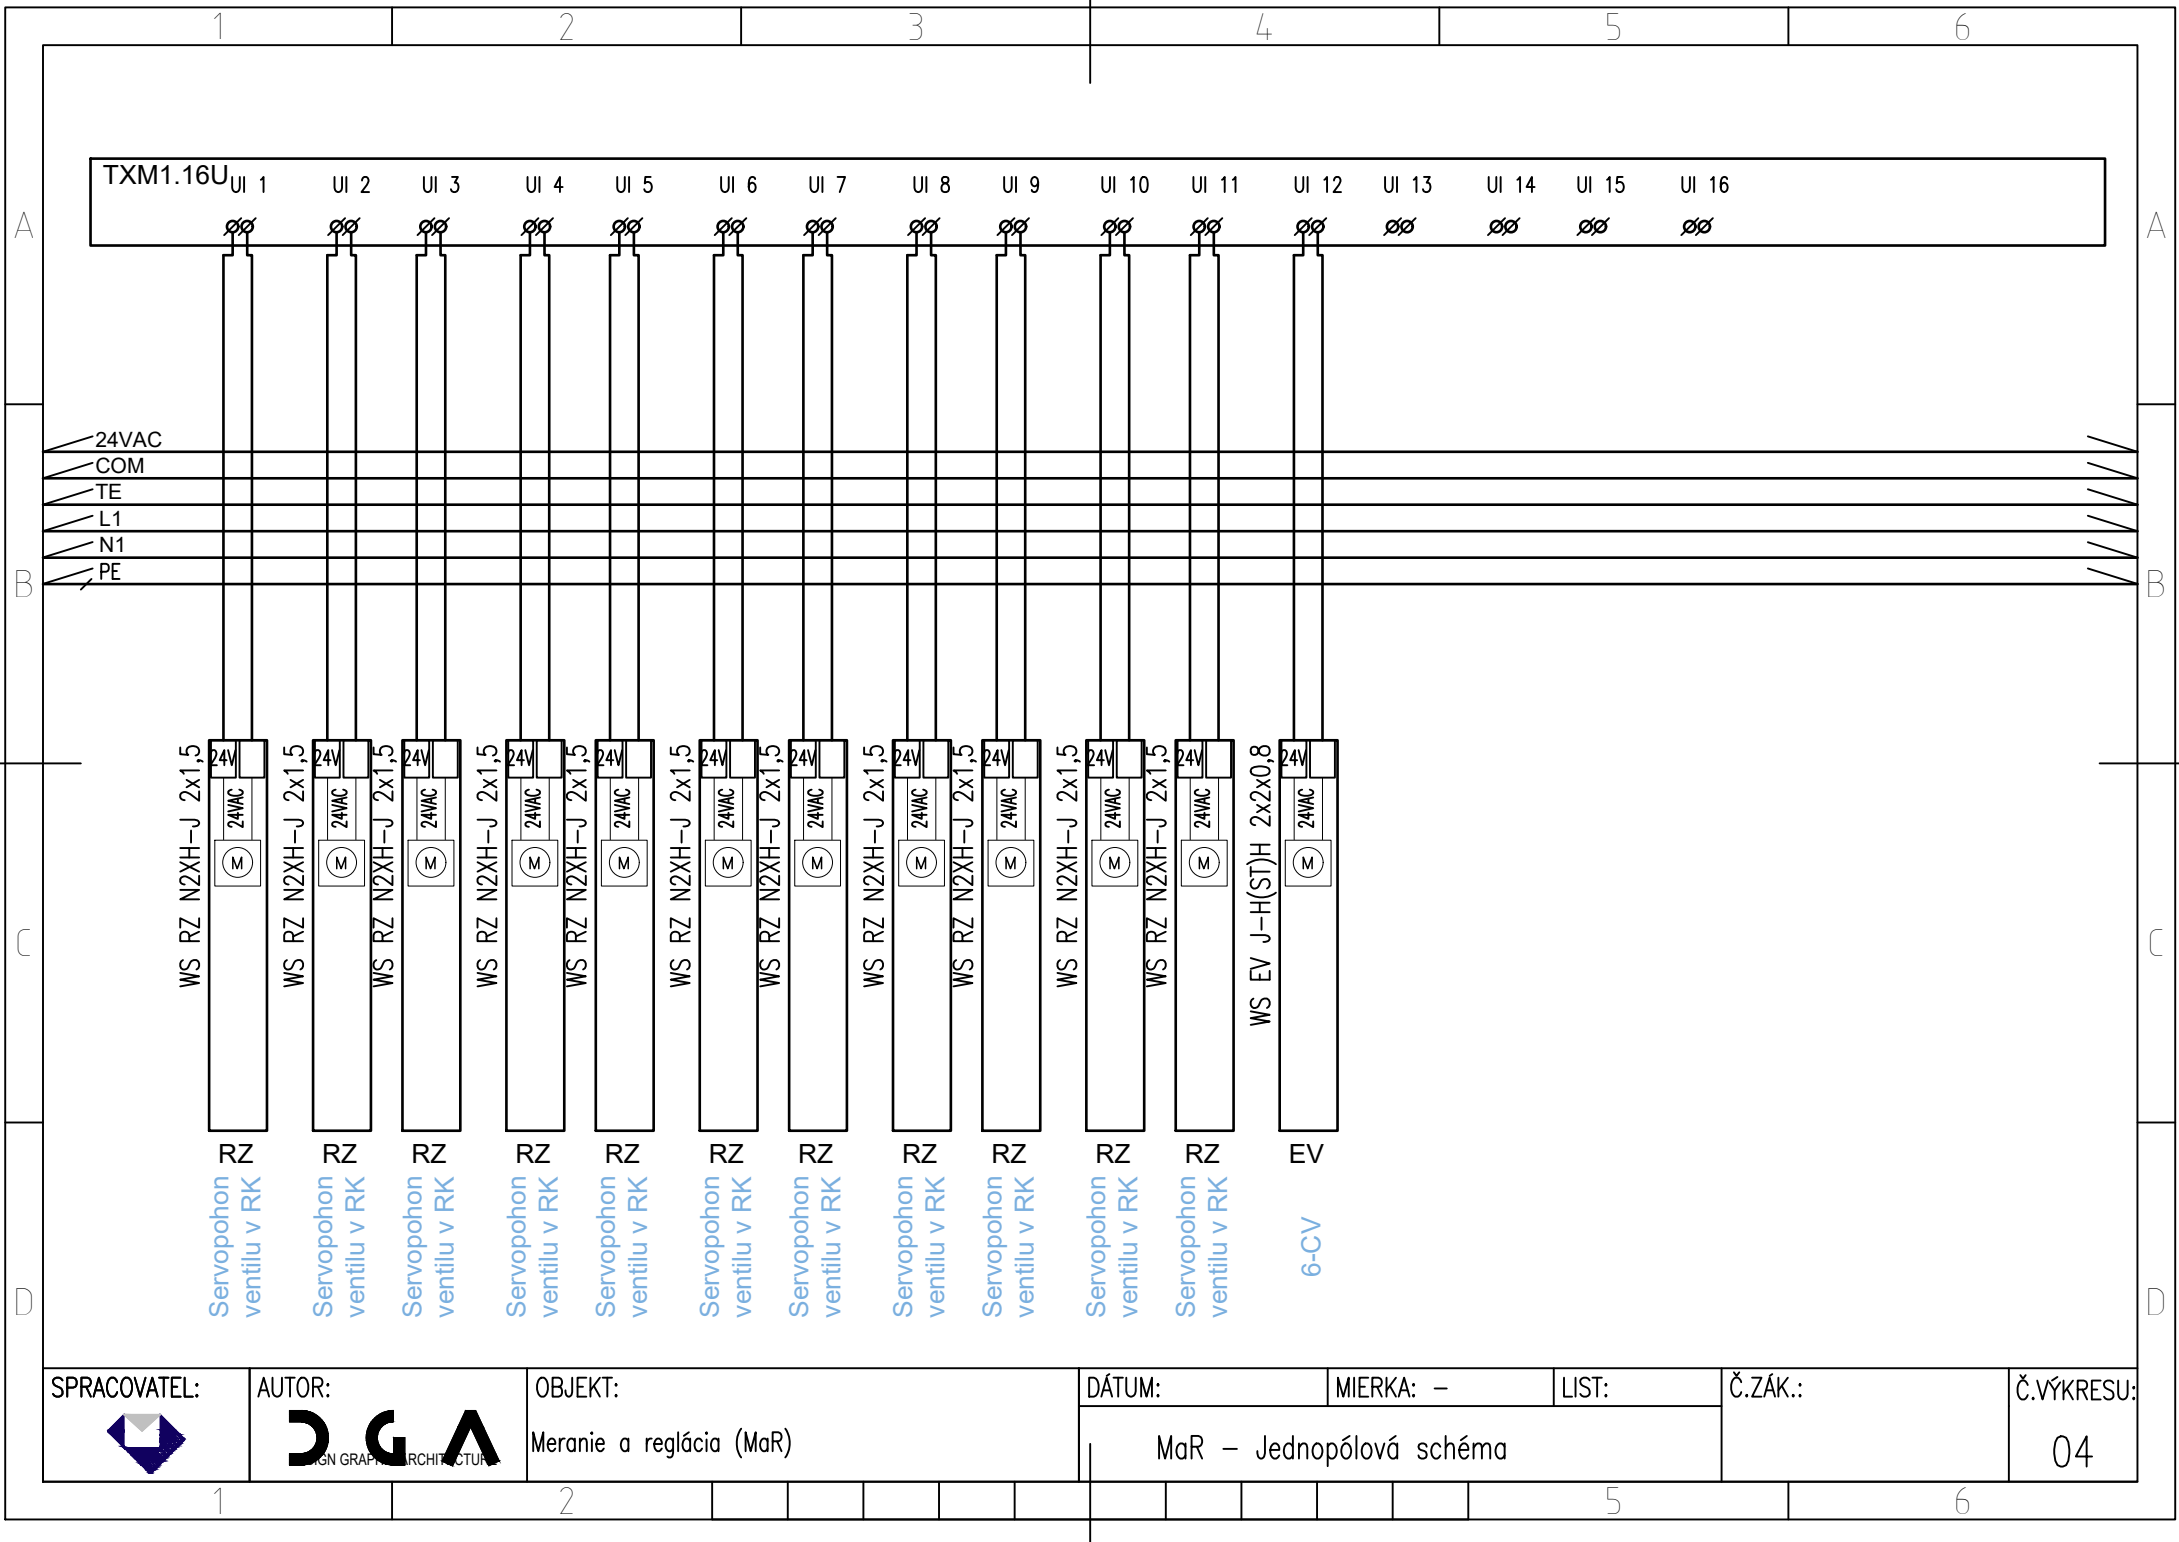 1 2 3 4 5 6
TXM1.16U
UI 1 UI 2 UI 3 UI 4 UI 5 UI 6 UI 7 UI 8 UI 9 UI 10 UI 11 UI 12 UI 13 UI 14 UI 15 UI 16
A A
24VAC
COM
TE
L1
N1
PE
B B
WS RZ N2XH-J 2x1,5
24V
24VAC
M
WS RZ N2XH-J 2x1,5
24V
24VAC
M
WS RZ N2XH-J 2x1,5
24V
24VAC
M
WS RZ N2XH-J 2x1,5
24V
24VAC
M
WS RZ N2XH-J 2x1,5
24V
24VAC
M
WS RZ N2XH-J 2x1,5
24V
24VAC
M
WS RZ N2XH-J 2x1,5
24V
24VAC
M
WS RZ N2XH-J 2x1,5
24V
24VAC
M
WS RZ N2XH-J 2x1,5
24V
24VAC
M
WS RZ N2XH-J 2x1,5
24V
24VAC
M
WS RZ N2XH-J 2x1,5
24V
24VAC
M
WS EV J-H(ST)H 2x2x0,8
24V
24VAC
M
C C
RZ RZ RZ RZ RZ RZ RZ RZ RZ RZ RZ EV
Servopohon
ventilu v RK
Servopohon
ventilu v RK
Servopohon
ventilu v RK
Servopohon
ventilu v RK
Servopohon
ventilu v RK
Servopohon
ventilu v RK
Servopohon
ventilu v RK
Servopohon
ventilu v RK
Servopohon
ventilu v RK
Servopohon
ventilu v RK
Servopohon
ventilu v RK
6-CV
D D
SPRACOVATEL: AUTOR: OBJEKT: DÁTUM: MIERKA: – LIST: Č.ZÁK.: Č.VÝKRESU:
DGA
Meranie a reglácia (MaR)
MaR – Jednopólová schéma
04
1 2 5 6